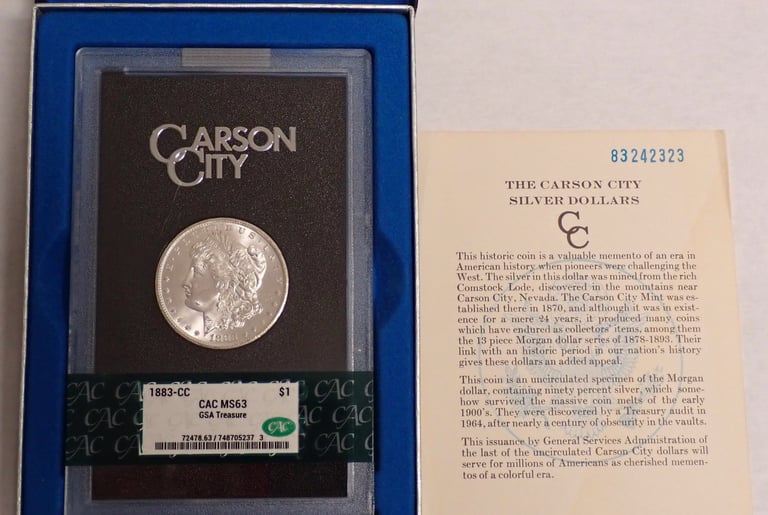 CARSON
CITY
1883-CC $1
CAC MS63
GSA Treasure
CAC
72478.63 / 748705237 3
CAC CAC CAC CAC
83242323
THE CARSON CITY
SILVER DOLLARS
CC
This historic coin is a valuable memento of an era in
American history when pioneers were challenging the
West. The silver in this dollar was mined from the rich
Comstock Lode, discovered in the mountains near
Carson City, Nevada. The Carson City Mint was es-
tablished there in 1870, and although it was in exist-
ence for a mere 24 years, it produced many coins
which have endured as collectors' items, among them
the 13 piece Morgan dollar series of 1878-1893. Their
link with an historic period in our nation's history
gives these dollars an added appeal.
This coin is an uncirculated specimen of the Morgan
dollar, containing ninety percent silver, which some-
how survived the massive coin melts of the early
1900's. They were discovered by a Treasury audit in
1964, after nearly a century of obscurity in the vaults.
This issuance by General Services Administration of
the last of the uncirculated Carson City dollars will
serve for millions of Americans as cherished memen-
tos of a colorful era.